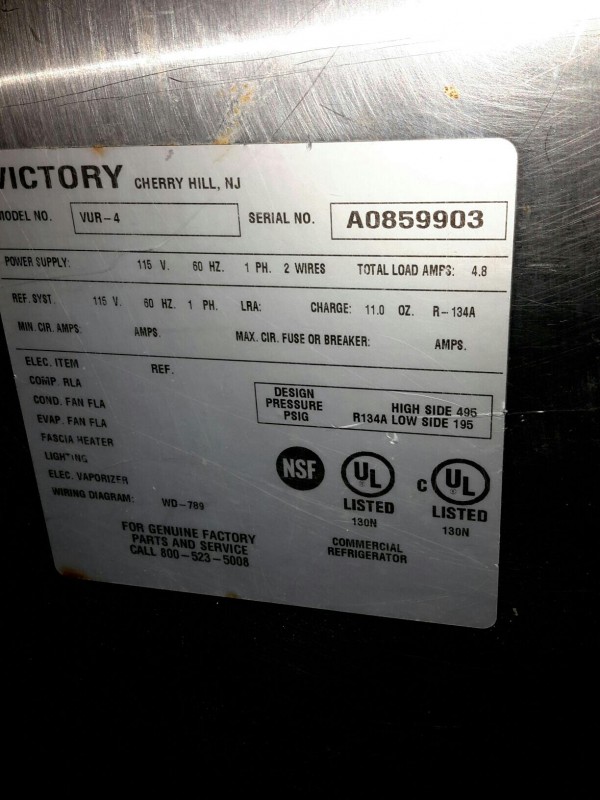 VICTORY CHERRY HILL, NJ
MODEL NO. VUR-4 SERIAL NO. A0859903
POWER SUPPLY: 115 V. 60 HZ. 1 PH. 2 WIRES TOTAL LOAD AMPS: 4.8
REF. SYST. 115 V. 60 HZ. 1 PH. LRA: CHARGE: 11.0 OZ. R-134A
MIN. CIR. AMPS: AMPS. MAX. CIR. FUSE OR BREAKER: AMPS.
ELEC. ITEM REF.
COMP. RLA
COND. FAN FLA
EVAP. FAN FLA
FASCIA HEATER
LIGHTING
ELEC. VAPORIZER
WIRING DIAGRAM: WD-789
DESIGN
PRESSURE
PSIG
HIGH SIDE 495
R134A LOW SIDE 195
NSF
UL
LISTED
130N
C UL
LISTED
130N
COMMERCIAL
REFRIGERATOR
FOR GENUINE FACTORY
PARTS AND SERVICE
CALL 800-523-5008